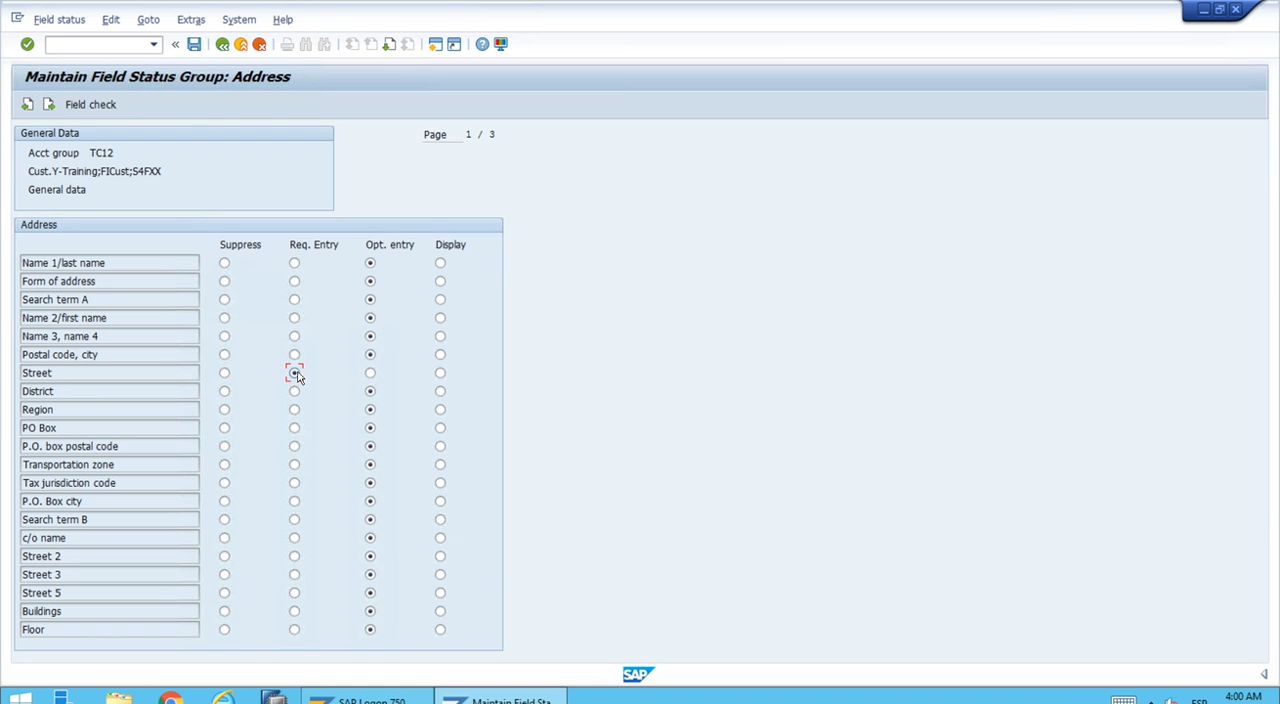 Field status Edit Goto Extras System Help
Maintain Field Status Group: Address
Field check
General Data
Page 1 / 3
Acct group TC12
Cust.Y-Training;FICust;S4FXX
General data
Address
Suppress Req. Entry Opt. entry Display
Name 1/last name
Form of address
Search term A
Name 2/first name
Name 3, name 4
Postal code, city
Street
District
Region
PO Box
P.O. box postal code
Transportation zone
Tax jurisdiction code
P.O. Box city
Search term B
c/o name
Street 2
Street 3
Street 5
Buildings
Floor
SAP
SAP Logon 750 Maintain Field Sta... ESP 4:00 AM